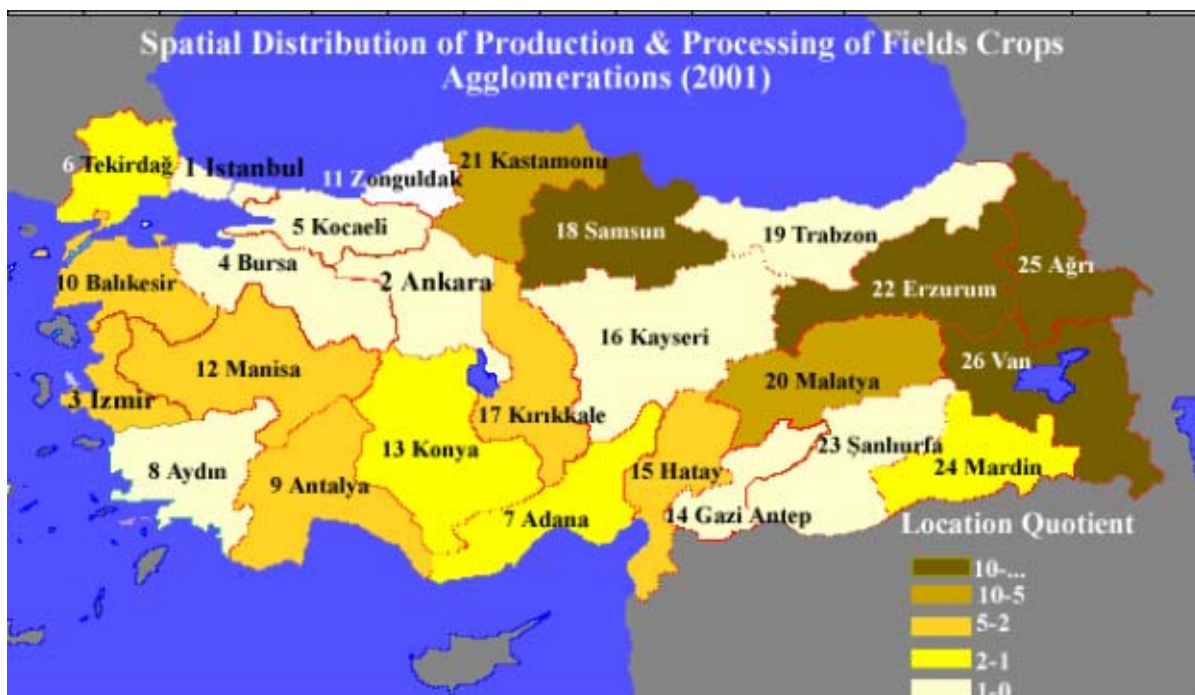 Spatial Distribution of Production & Processing of Fields Crops
Agglomerations (2001)
6 Tekirdağ
1 Istanbul
11 Zonguldak
21 Kastamonu
5 Kocaeli
18 Samsun
19 Trabzon
25 Ağrı
4 Bursa
2 Ankara
10 Balıkesir
22 Erzurum
16 Kayseri
12 Manisa
26 Van
20 Malatya
3 Izmir
17 Kırıkkale
13 Konya
23 Şanlıurfa
8 Aydın
9 Antalya
15 Hatay
24 Mardin
7 Adana
14 Gazi Antep
Location Quotient
10-...
10-5
5-2
2-1
1-0